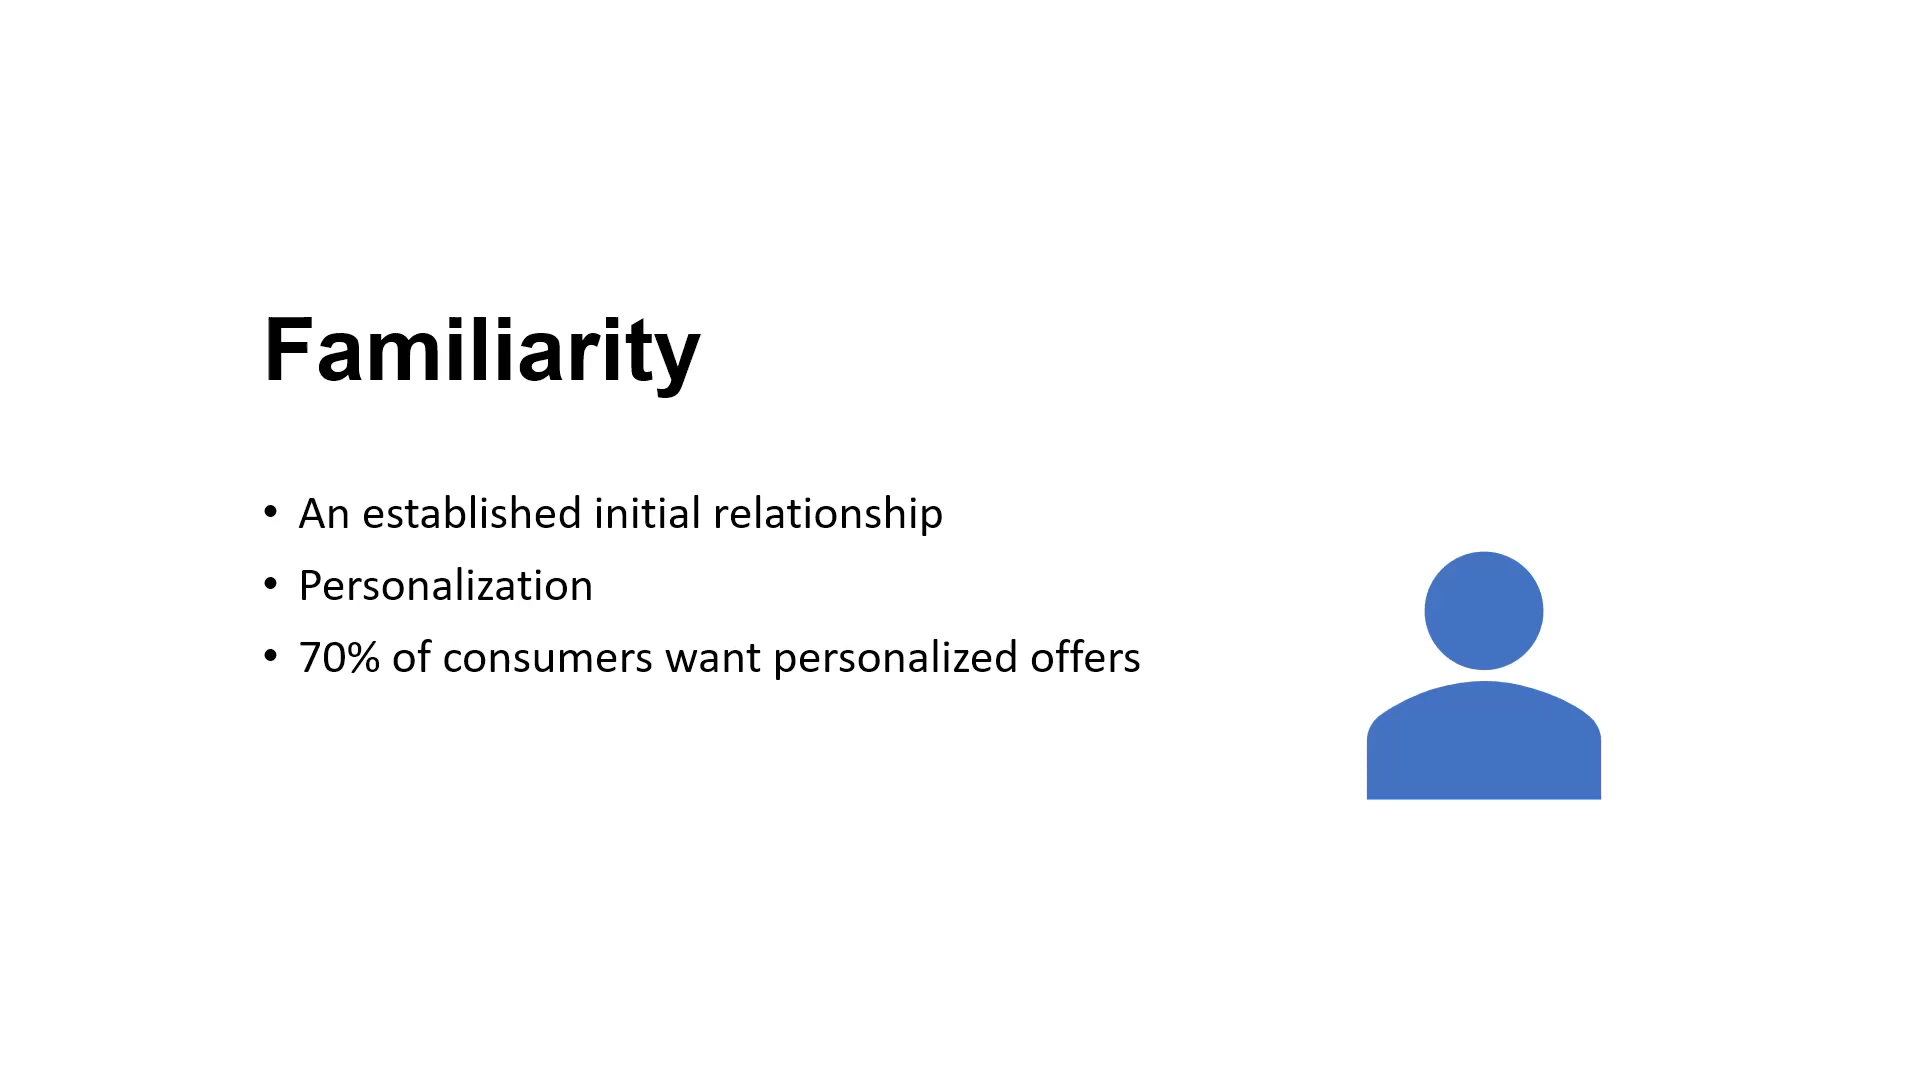 Familiarity
• An established initial relationship
• Personalization
• 70% of consumers want personalized offers